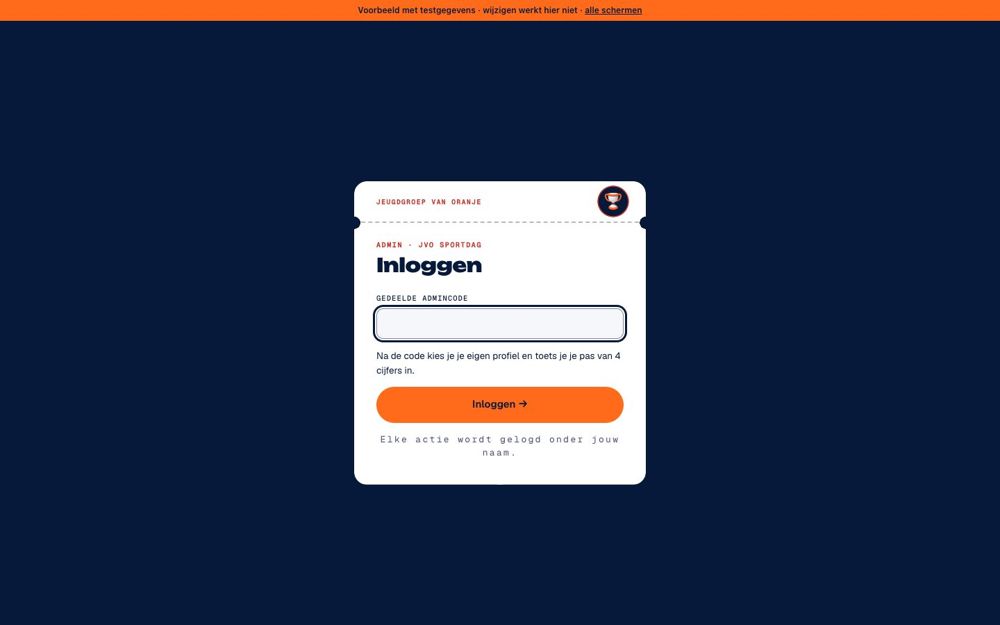 Voorbeeld met testgegevens · wijzigen werkt hier niet · alle schermen
JEUGDGROEP VAN ORANJE
ADMIN · JVO SPORTDAG
Inloggen
GEDEELDE ADMINCODE
Na de code kies je je eigen profiel en toets je je pas van 4
cijfers in.
Inloggen →
Elke actie wordt gelogd onder jouw
naam.